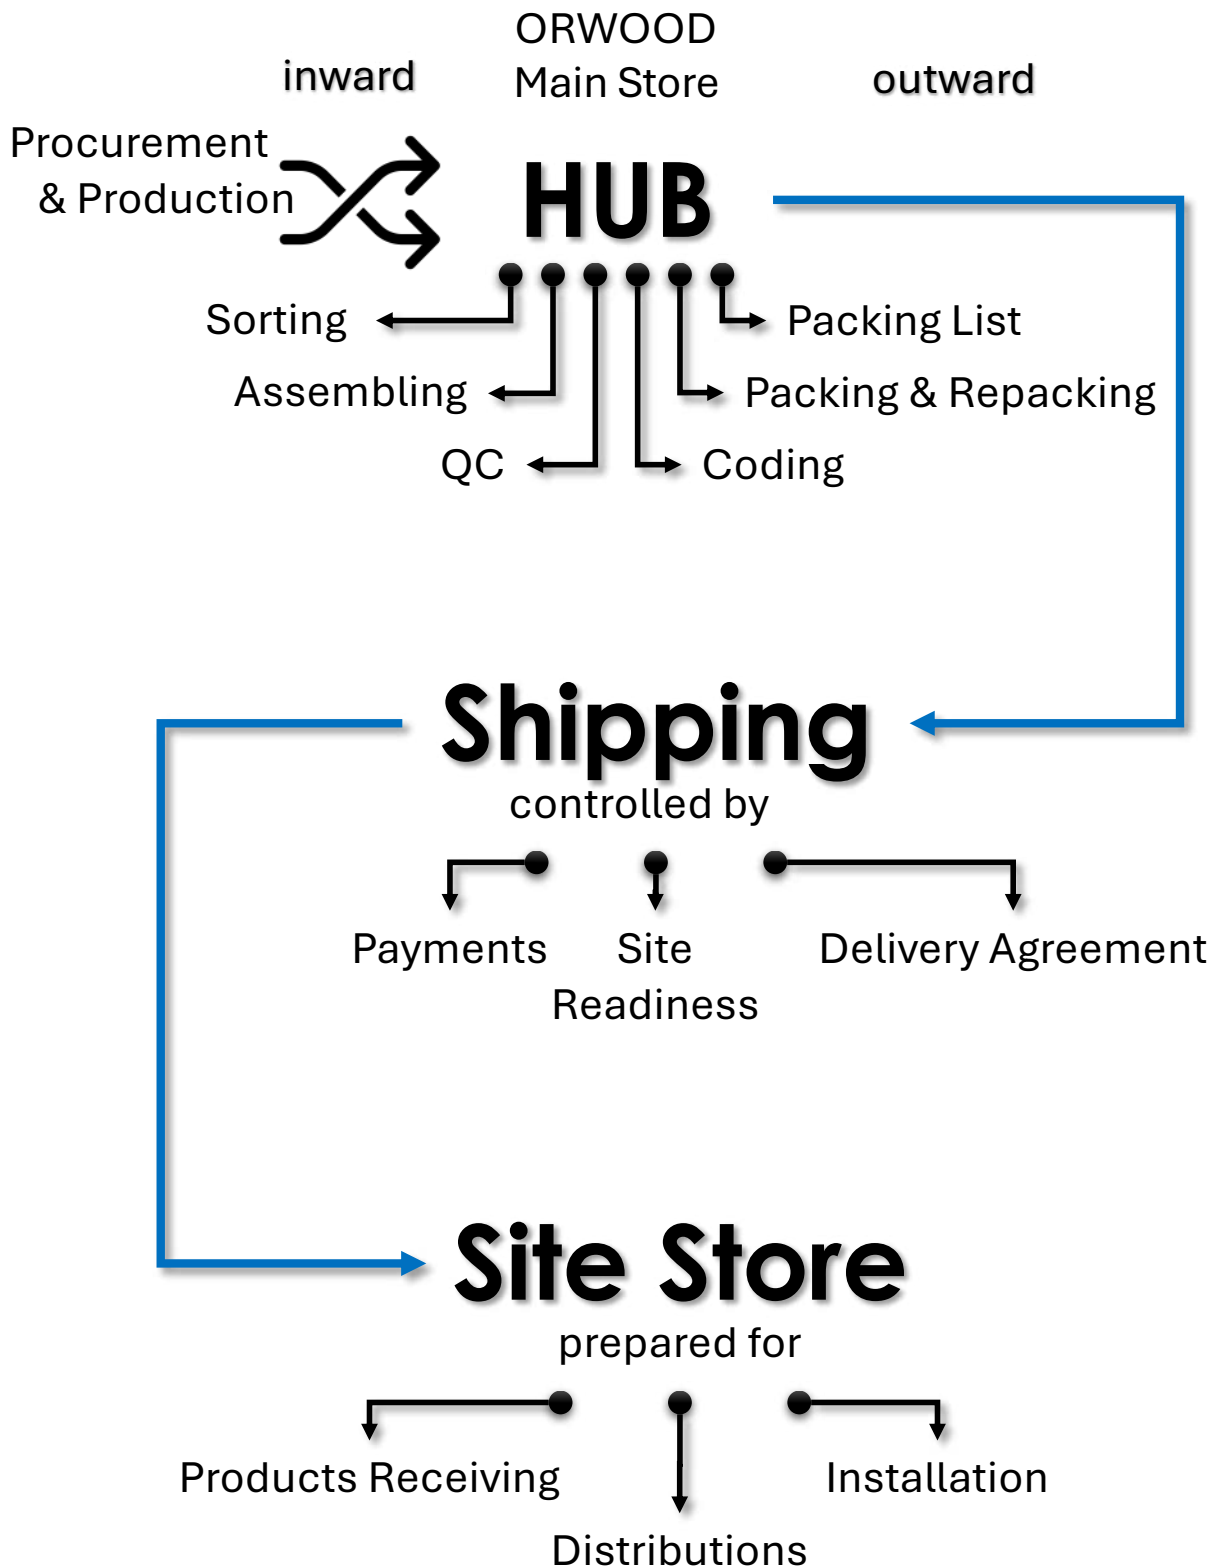 ORWOOD
inward
Main Store
outward
Procurement
& Production
HUB
Sorting
Packing List
Assembling
Packing & Repacking
QC
Coding
Shipping
controlled by
Payments
Site
Readiness
Delivery Agreement
Site Store
prepared for
Products Receiving
Installation
Distributions